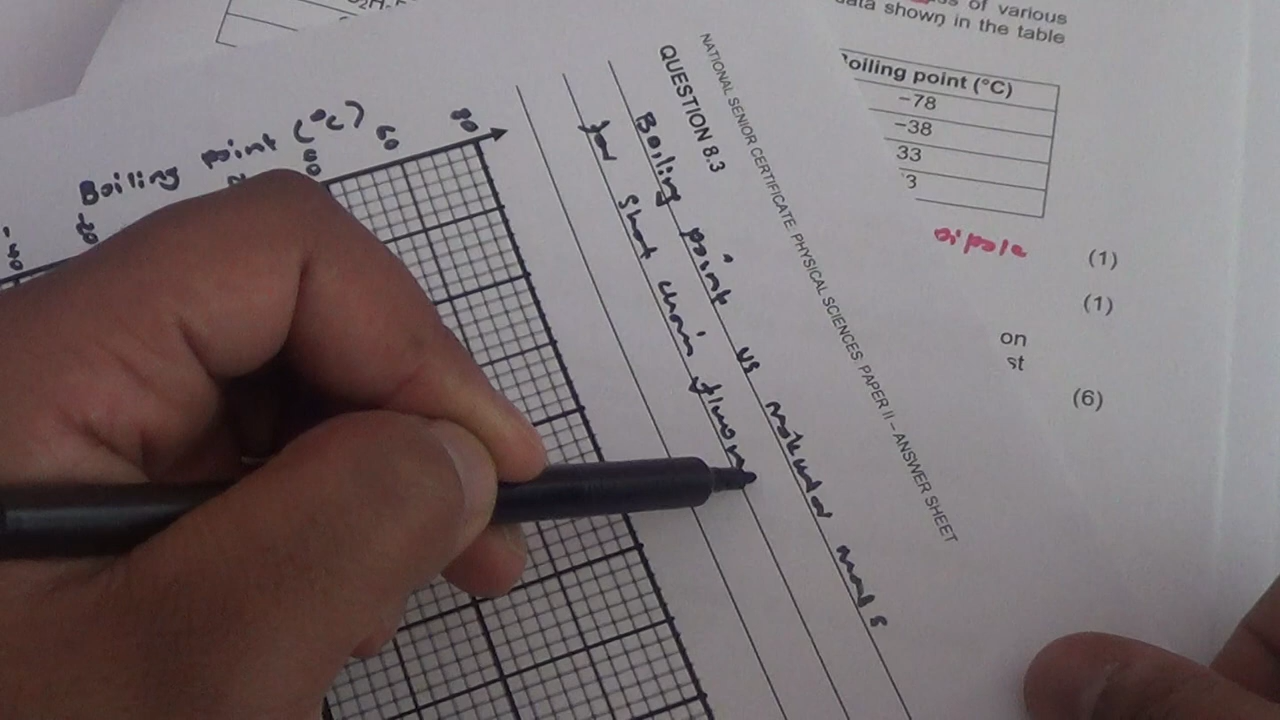 of various
data shown in the table
Boiling point (°C)
−78
−38
33
3
dipole
(1)
(1)
on
st
(6)
NATIONAL SENIOR CERTIFICATE: PHYSICAL SCIENCES: PAPER II – ANSWER SHEET
QUESTION 8.3
Boiling point vs molecular mass
for short chain fluoro
Boiling point (°C)
80
60
-20
-40